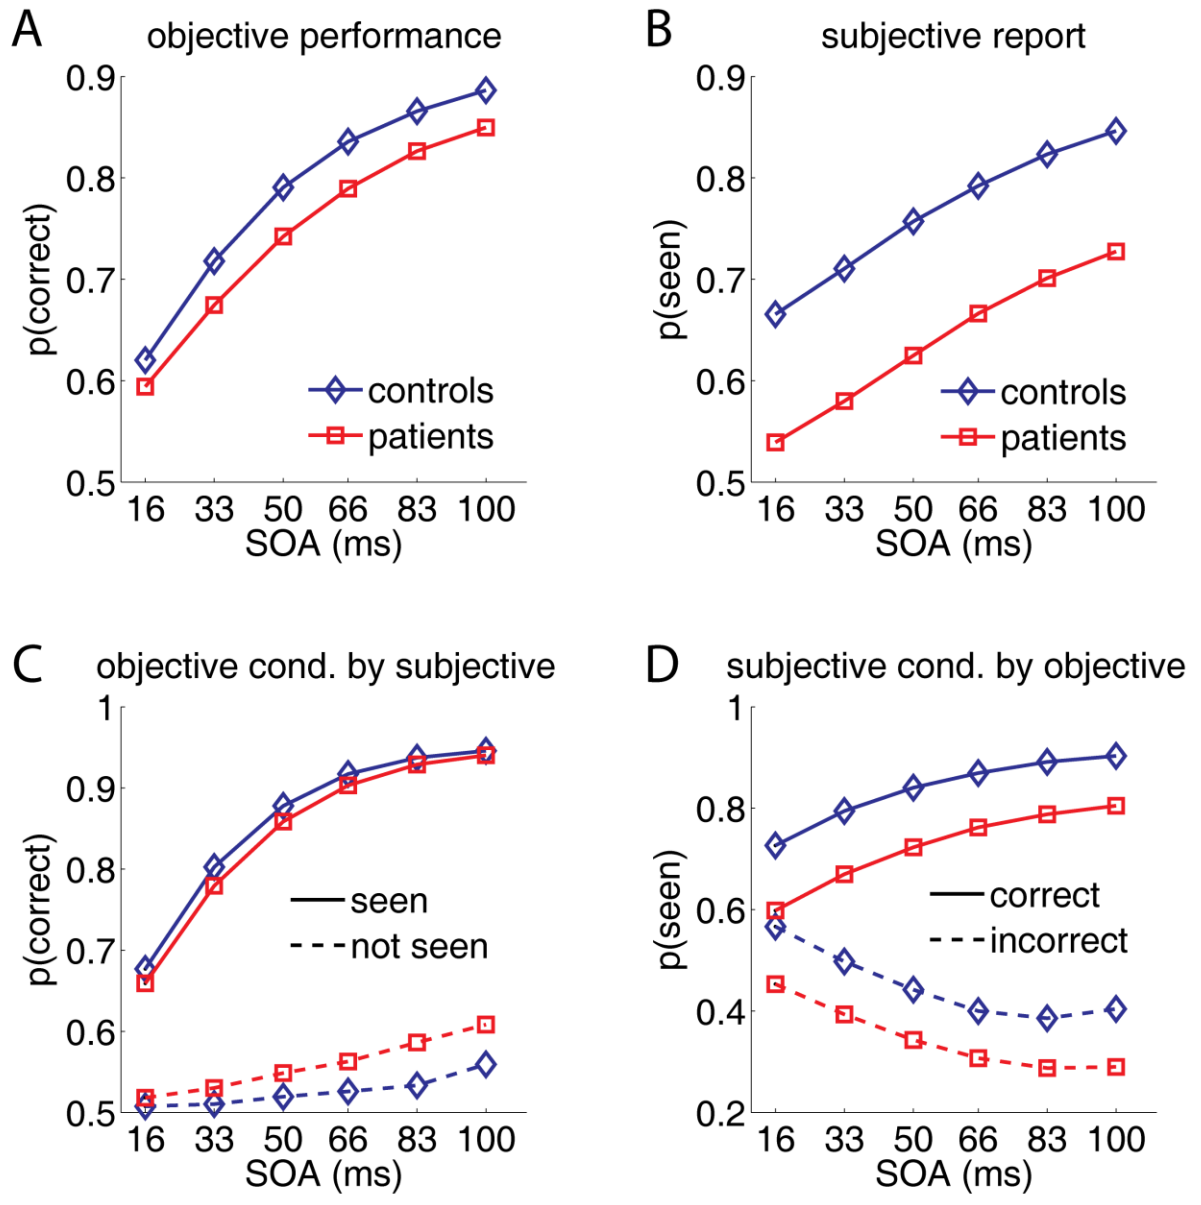 A
objective performance
0.9
0.8
0.7
0.6
0.5
p(correct)
controls
patients
16 33 50 66 83 100
SOA (ms)
B
subjective report
0.9
0.8
0.7
0.6
0.5
p(seen)
controls
patients
16 33 50 66 83 100
SOA (ms)
C
objective cond. by subjective
1
0.9
0.8
0.7
0.6
0.5
p(correct)
seen
not seen
16 33 50 66 83 100
SOA (ms)
D
subjective cond. by objective
1
0.8
0.6
0.4
0.2
p(seen)
correct
incorrect
16 33 50 66 83 100
SOA (ms)